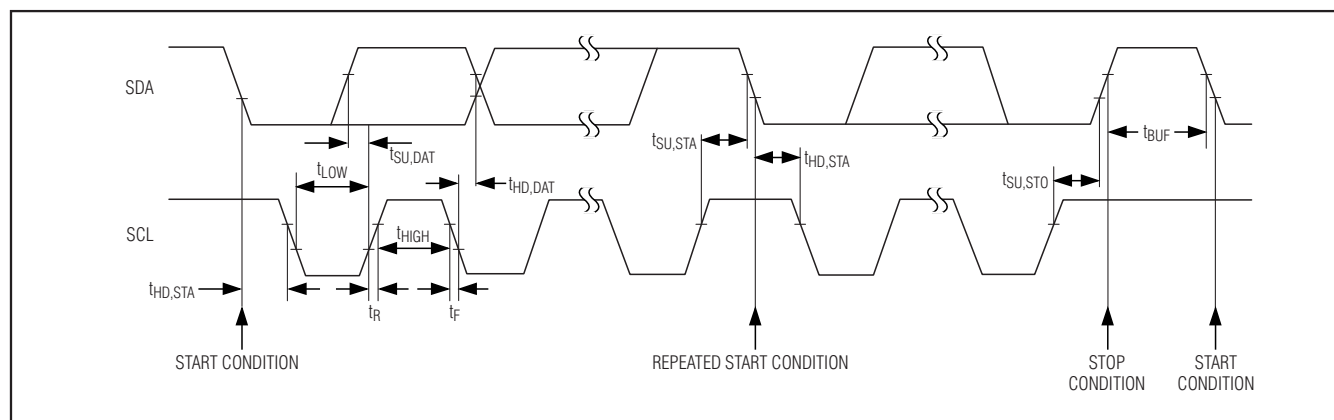 SDA
tSU,DAT
tLOW
tHD,DAT
tSU,STA
tHD,STA
tBUF
tSU,STO
SCL
tHIGH
tHD,STA
tR
tF
START CONDITION
REPEATED START CONDITION
STOP
CONDITION
START
CONDITION